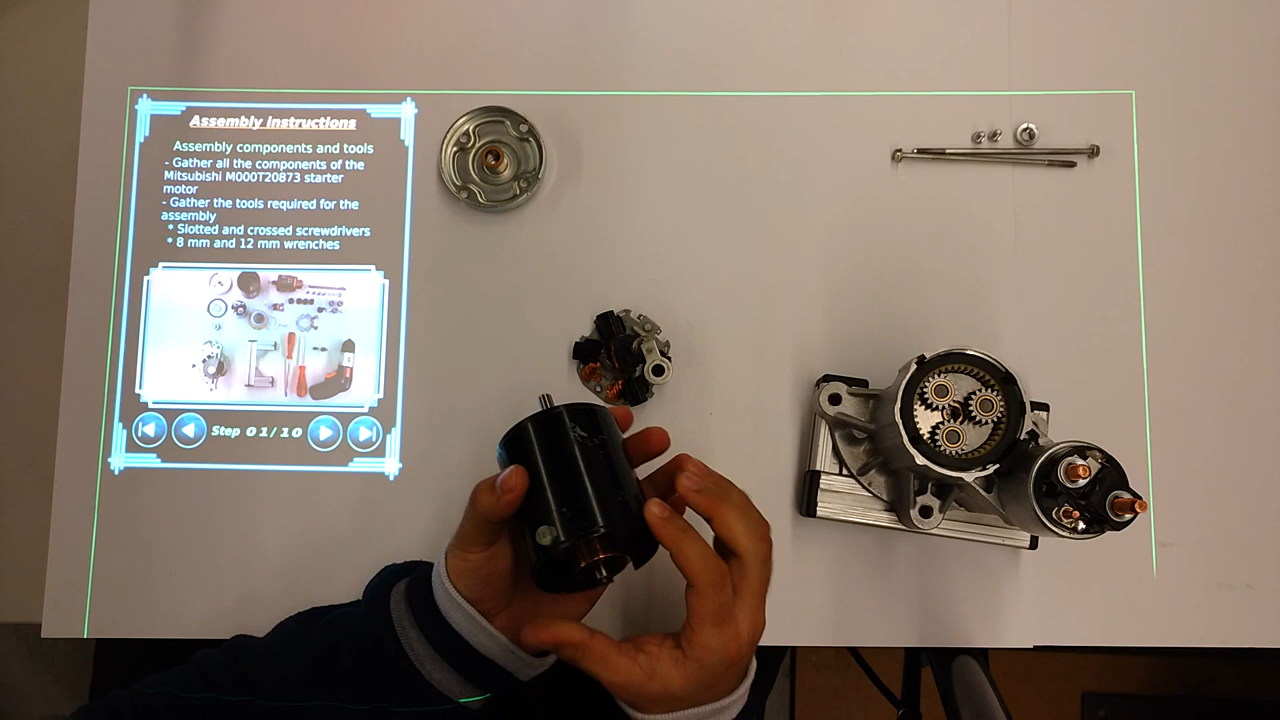 Assembly instructions
Assembly components and tools
- Gather all the components of the
Mitsubishi M000T20873 starter
motor
- Gather the tools required for the
assembly
* Slotted and crossed screwdrivers
* 8 mm and 12 mm wrenches
Step 01/10